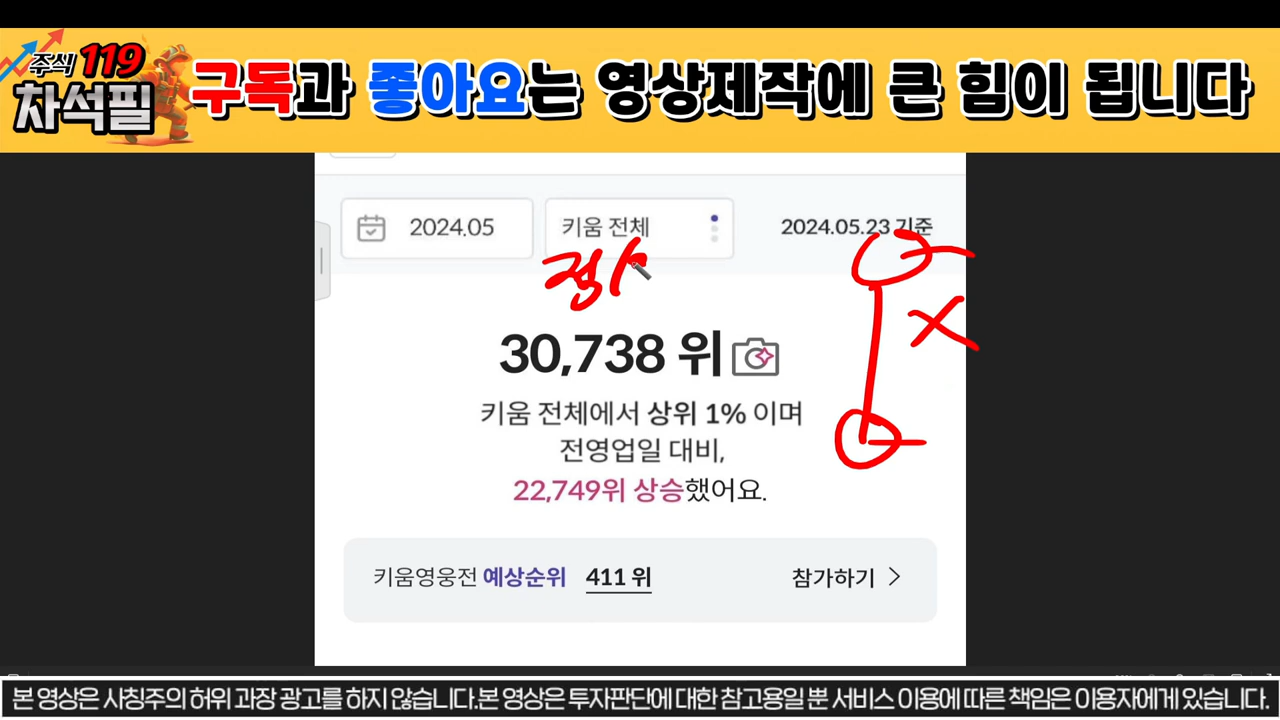 주식 119
차석필
구독과 좋아요는 영상제작에 큰 힘이 됩니다
2024.05
키움 전체
2024.05.23 기준
30,738 위
키움 전체에서 상위 1% 이며
전영업일 대비,
22,749위 상승했어요.
키움영웅전 예상순위 411 위
참가하기
본 영상은 사칭주의 허위 과장 광고를 하지 않습니다.본 영상은 투자판단에 대한 참고용일 뿐 서비스 이용에 따른 책임은 이용자에게 있습니다.